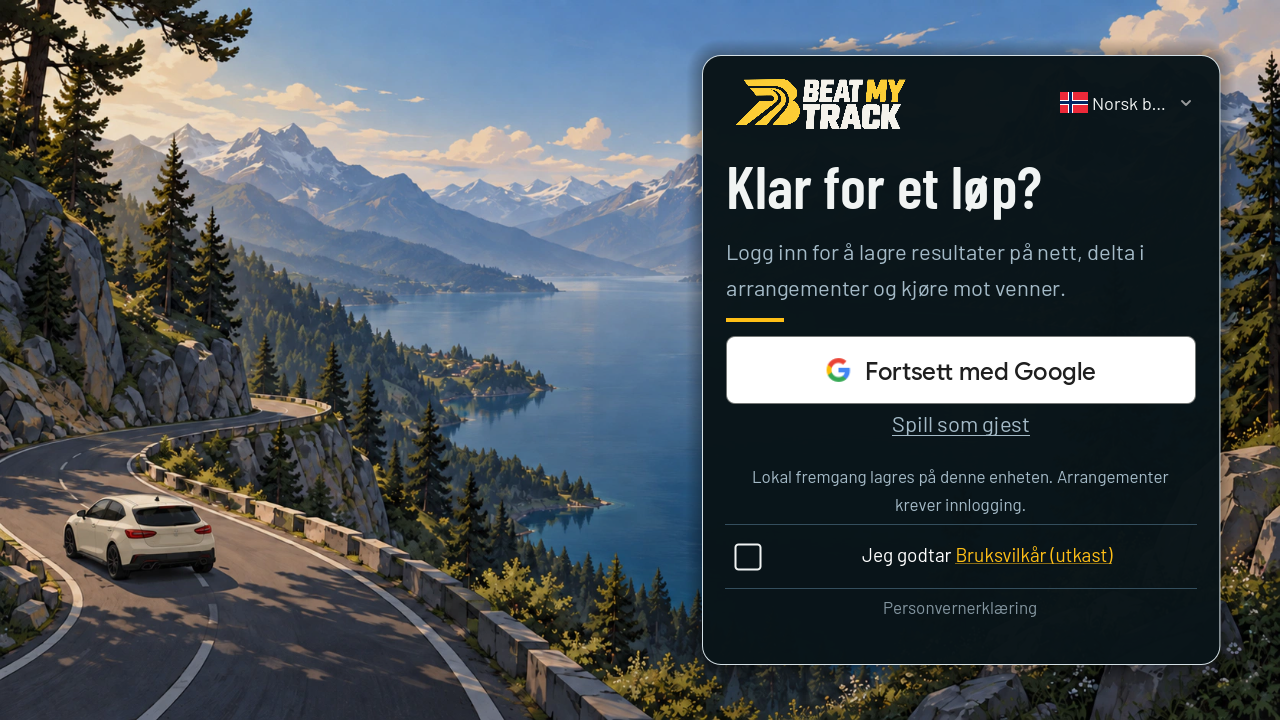 BEAT MY
TRACK
Norsk b...
Klar for et løp?
Logg inn for å lagre resultater på nett, delta i
arrangementer og kjøre mot venner.
Fortsett med Google
Spill som gjest
Lokal fremgang lagres på denne enheten. Arrangementer
krever innlogging.
Jeg godtar Bruksvilkår (utkast)
Personvernerklæring